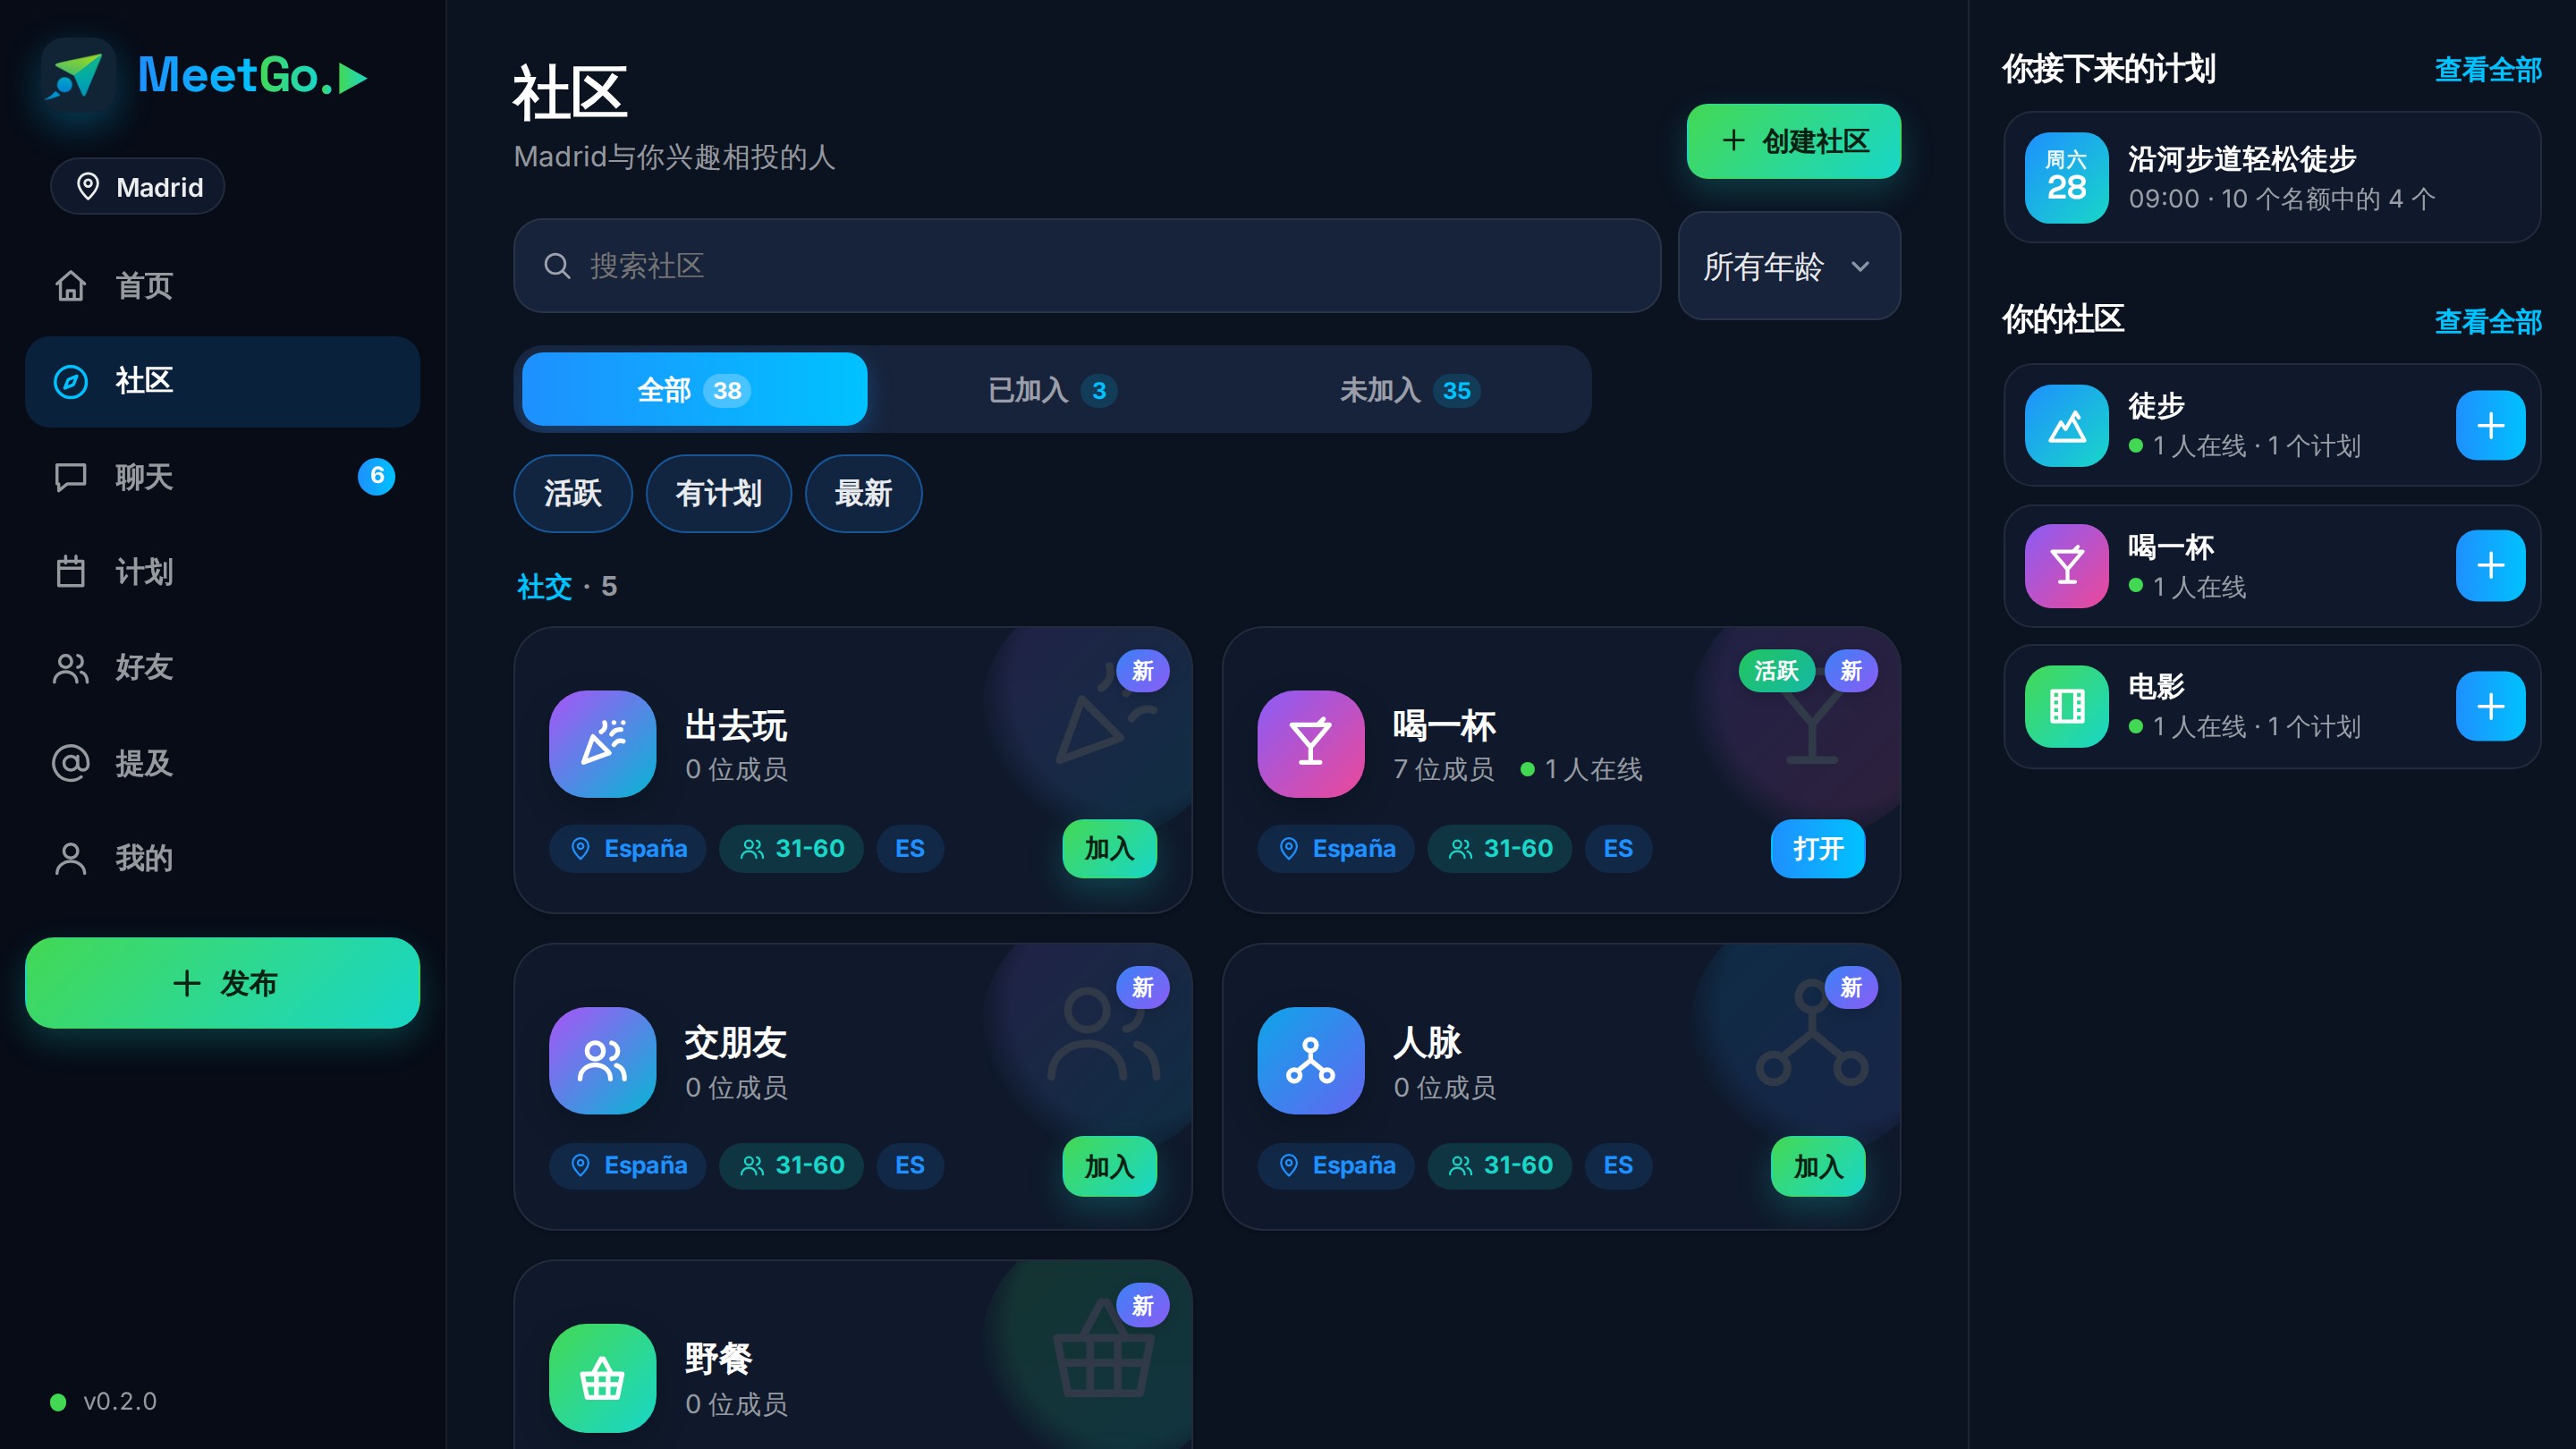 MeetGo.
Madrid
首页
社区
聊天
6
计划
好友
提及
我的
发布
v0.2.0
社区
Madrid与你兴趣相投的人
创建社区
搜索社区
所有年龄
全部 38
已加入 3
未加入 35
活跃
有计划
最新
社交 · 5
新
出去玩
0 位成员
España
31-60
ES
加入
活跃
新
喝一杯
7 位成员
1 人在线
España
31-60
ES
打开
新
交朋友
0 位成员
España
31-60
ES
加入
新
人脉
0 位成员
España
31-60
ES
加入
新
野餐
0 位成员
你接下来的计划
查看全部
周六
28
沿河步道轻松徒步
09:00 · 10 个名额中的 4 个
你的社区
查看全部
徒步
1 人在线 · 1 个计划
喝一杯
1 人在线
电影
1 人在线 · 1 个计划